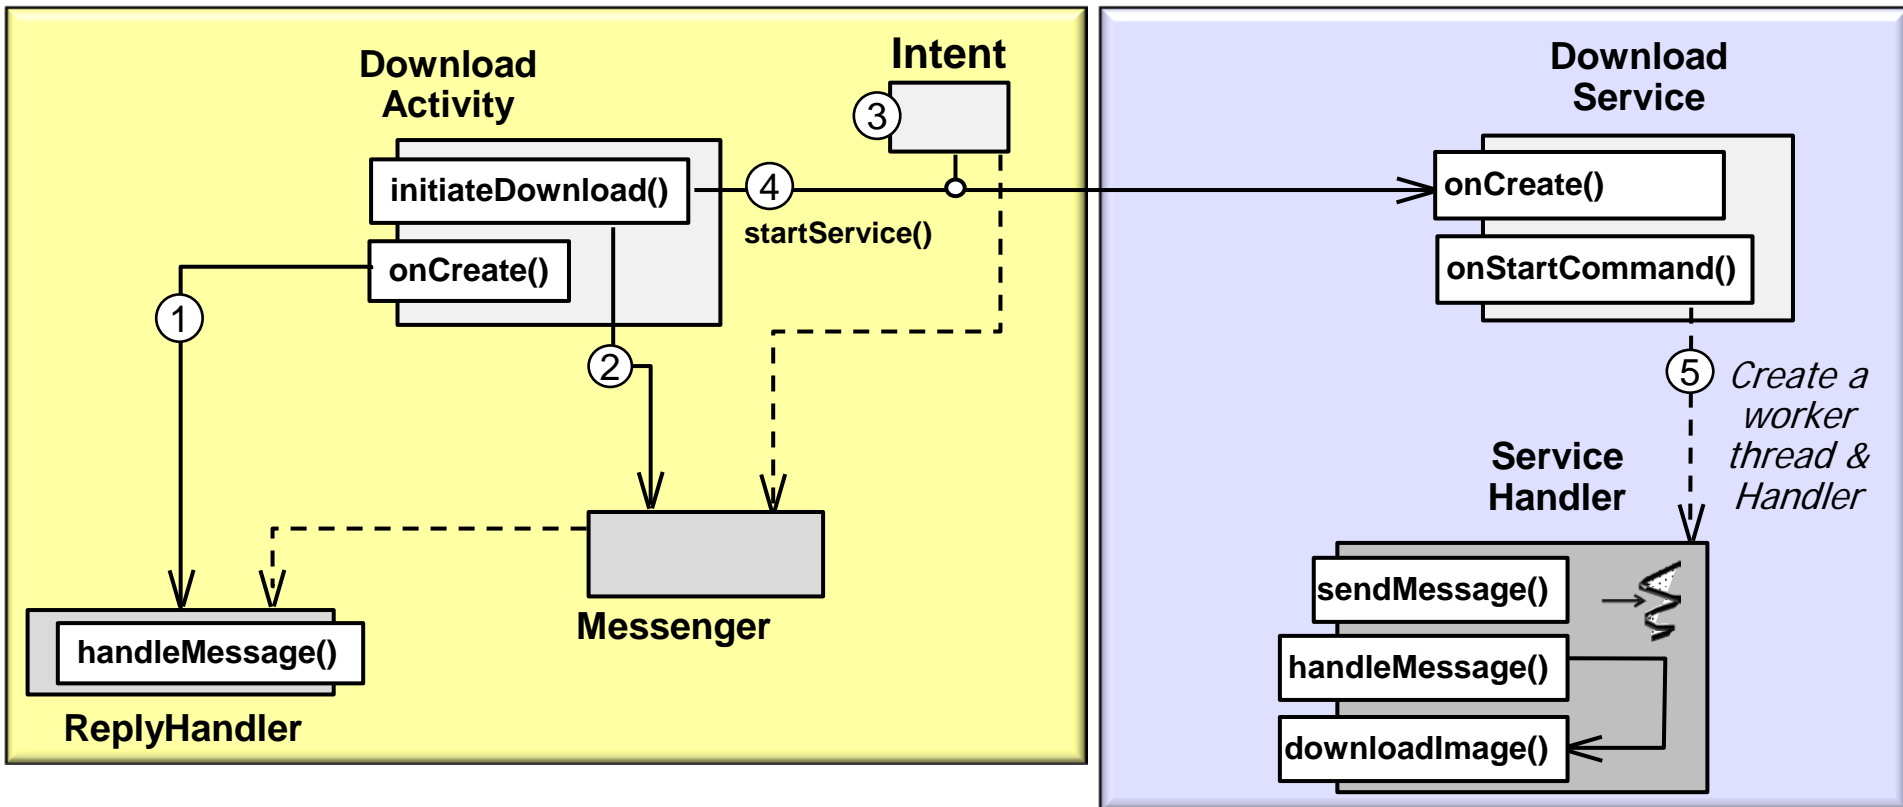 Download
Activity
Intent
3
initiateDownload()
4
startService()
onCreate()
1
2
Messenger
handleMessage()
ReplyHandler
Download
Service
onCreate()
onStartCommand()
5
Create a
worker
thread &
Handler
Service
Handler
sendMessage()
handleMessage()
downloadImage()